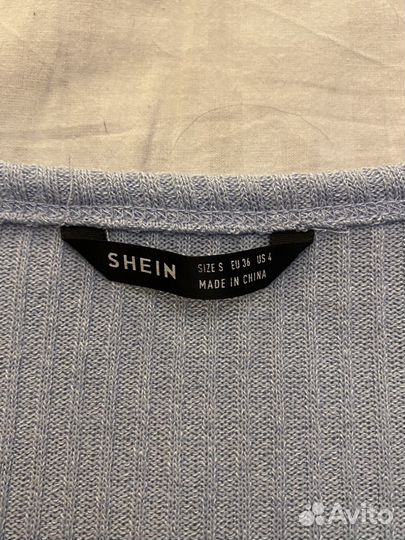 SHEIN
SIZE S EU 36 US 4
MADE IN CHINA
Avito